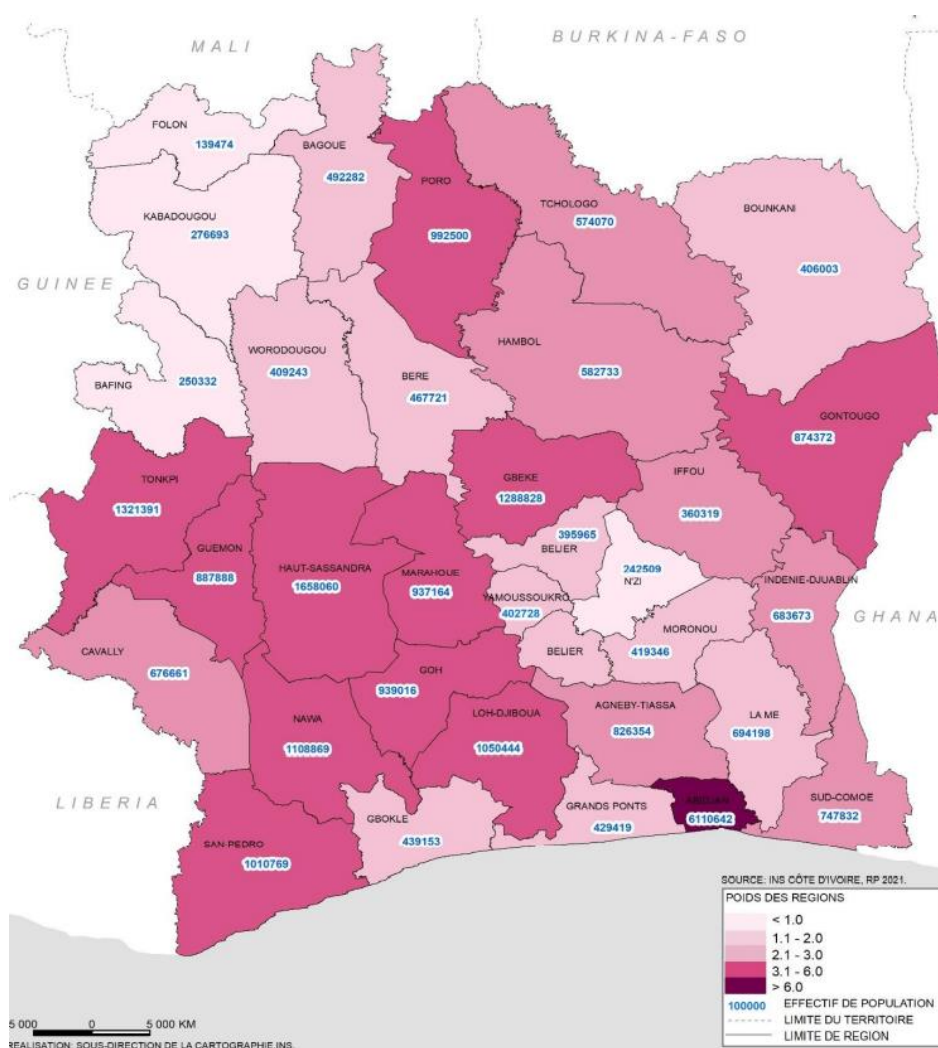 MALI
BURKINA-FASO
FOLON
139474
BAGOUE
492282
PORO
992500
TCHOLOGO
574070
BOUNKANI
406003
KABADOUGOU
276693
GUINEE
WORODOUGOU
409243
BERE
467721
HAMBOL
582733
BAFING
250332
GONTOUGO
874372
TONKPI
1321391
GBEKE
1288828
IFFOU
360319
GUEMON
887888
HAUT-SASSANDRA
1658060
MARAHOUE
937164
395965
BELIER
242509
N'ZI
INDENIE-DJUABLIN
683673
YAMOUSSOUKRO
402728
GHANA
CAVALLY
676661
BELIER
MORONOU
419346
GOH
939016
NAWA
1108869
LOH-DJIBOUA
1050444
AGNEBY-TIASSA
826354
LA ME
694198
LIBERIA
SAN-PEDRO
1010769
GBOKLE
439153
GRANDS PONTS
429419
ABIDJAN
6110642
SUD-COMOE
747832
SOURCE: INS CÔTE D'IVOIRE, RP 2021.
POIDS DES REGIONS
< 1.0
1.1 - 2.0
2.1 - 3.0
3.1 - 6.0
> 6.0
100000 EFFECTIF DE POPULATION
LIMITE DU TERRITOIRE
LIMITE DE REGION
5 000 0 5 000 KM
REALISATION: SOUS-DIRECTION DE LA CARTOGRAPHIE INS.